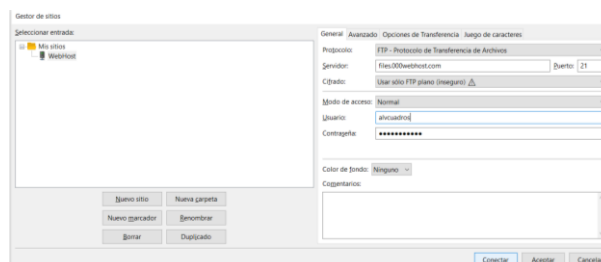 Gestor de sitios
Seleccionar entrada:
Mis sitios
WebHost
Nuevo sitio Nueva carpeta
Nuevo marcador Renombrar
Borrar Duplicado
General Avanzado Opciones de Transferencia Juego de caracteres
Protocolo: FTP - Protocolo de Transferencia de Archivos
Servidor: files.000webhost.com Puerto: 21
Cifrado: Usar sólo FTP plano (inseguro)
Modo de acceso: Normal
Usuario: alvcuadros
Contraseña: •••••••••••
Color de fondo: Ninguno
Comentarios:
Conectar Aceptar Cancela